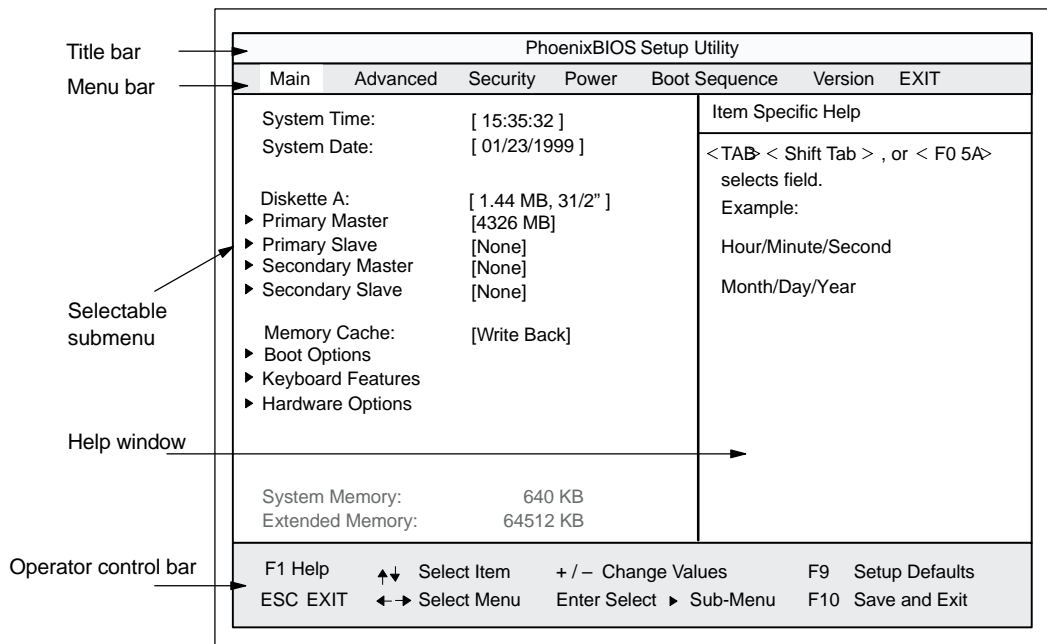 PhoenixBIOS Setup Utility
Title bar
Menu bar
Main Advanced Security Power Boot Sequence Version EXIT
System Time: [ 15:35:32 ]
System Date: [ 01/23/1999 ]
Diskette A: [ 1.44 MB, 31/2” ]
Primary Master [4326 MB]
Primary Slave [None]
Secondary Master [None]
Secondary Slave [None]
Memory Cache: [Write Back]
Boot Options
Keyboard Features
Hardware Options
System Memory: 640 KB
Extended Memory: 64512 KB
Item Specific Help
<TAB> < Shift Tab > , or < F0 5A>
selects field.
Example:
Hour/Minute/Second
Month/Day/Year
Selectable
submenu
Help window
Operator control bar
F1 Help Select Item + / – Change Values F9 Setup Defaults
ESC EXIT Select Menu Enter Select Sub-Menu F10 Save and Exit